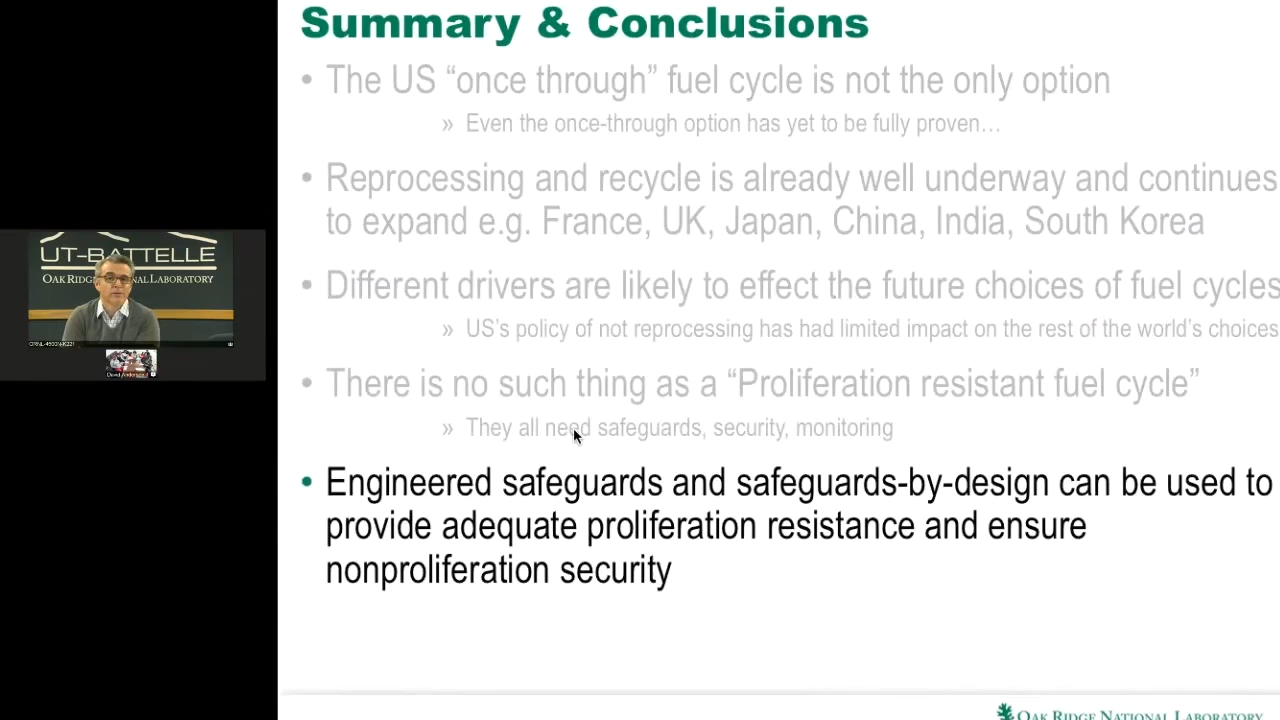 Summary & Conclusions
• The US “once through” fuel cycle is not the only option
» Even the once-through option has yet to be fully proven…
• Reprocessing and recycle is already well underway and continues
to expand e.g. France, UK, Japan, China, India, South Korea
• Different drivers are likely to effect the future choices of fuel cycles
» US’s policy of not reprocessing has had limited impact on the rest of the world’s choices
• There is no such thing as a “Proliferation resistant fuel cycle”
» They all need safeguards, security, monitoring
• Engineered safeguards and safeguards-by-design can be used to
provide adequate proliferation resistance and ensure
nonproliferation security
UT-BATTELLE
OAK RIDGE NATIONAL LABORATORY
David Anderson
OAK RIDGE NATIONAL LABORATORY